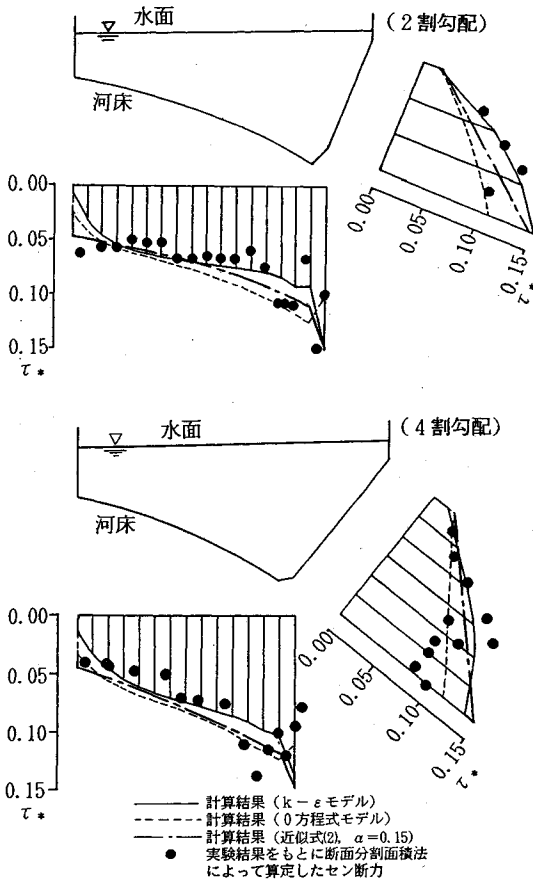 水面
(2割勾配)
河床
0.00
0.05
0.10
0.15
τ*
0.00
0.05
0.10
0.15
τ*
水面
(4割勾配)
河床
0.00
0.05
0.10
0.15
τ*
0.00
0.05
0.10
0.15
τ*
計算結果(k-εモデル)
計算結果(0方程式モデル)
計算結果(近似式(2), α=0.15)
実験結果をもとに断面分割面積法
によって算定したセン断力